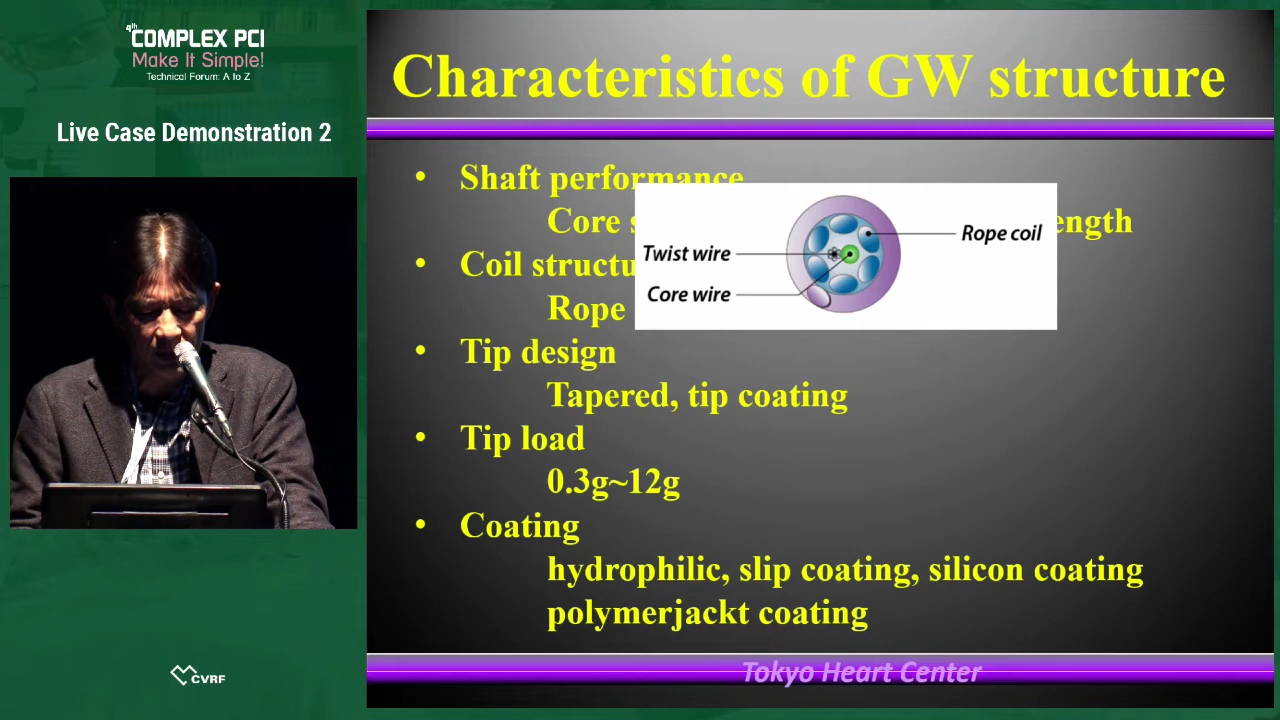 9th COMPLEX PCI
Make It Simple!
Technical Forum: A to Z
Live Case Demonstration 2
CVRF
Characteristics of GW structure
• Shaft performance
Core
ength
• Coil structu
Rope
Rope coil
Twist wire
Core wire
• Tip design
Tapered, tip coating
• Tip load
0.3g~12g
• Coating
hydrophilic, slip coating, silicon coating
polymerjackt coating
Tokyo Heart Center